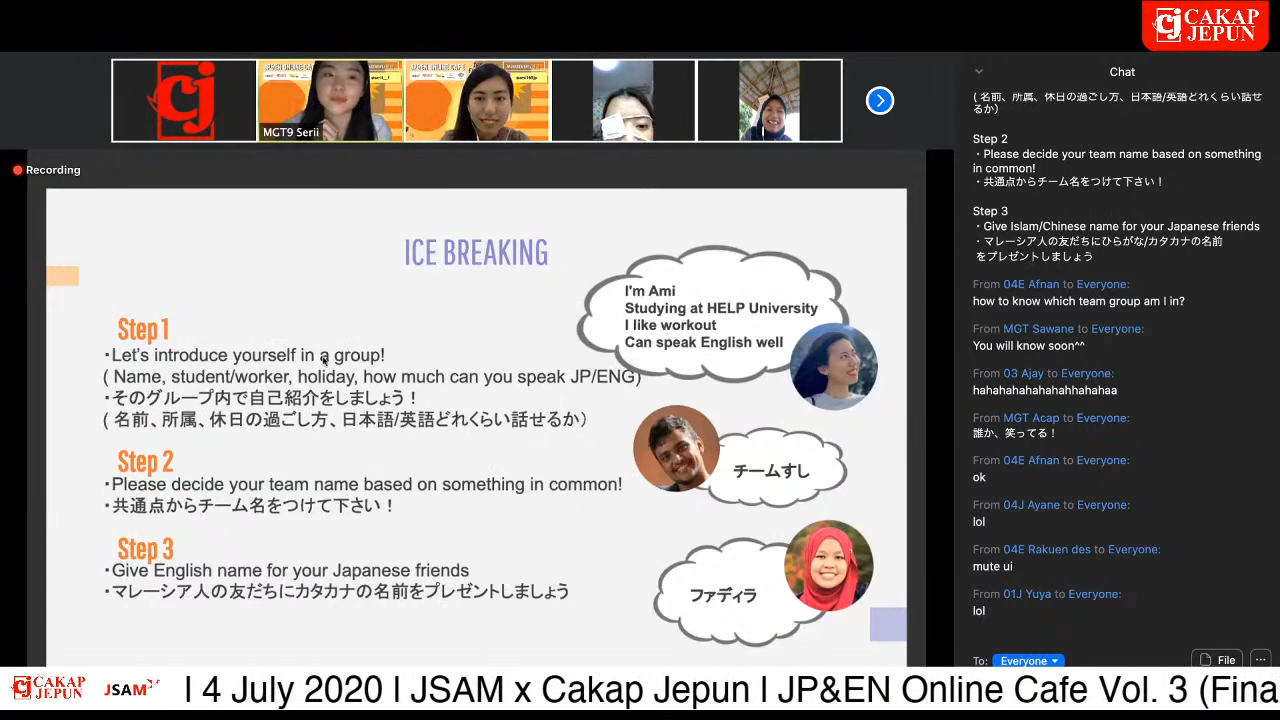 CAKAP
JEPUN
MGT9 Serii
Recording
ICE BREAKING
I'm Ami
Studying at HELP University
I like workout
Can speak English well
Step 1
・Let's introduce yourself in a group!
( Name, student/worker, holiday, how much can you speak JP/ENG)
・そのグループ内で自己紹介をしましょう！
( 名前、所属、休日の過ごし方、日本語/英語どれくらい話せるか）
Step 2
・Please decide your team name based on something in common!
・共通点からチーム名をつけて下さい！
チームすし
Step 3
・Give English name for your Japanese friends
・マレーシア人の友だちにカタカナの名前をプレゼントしましょう
ファディラ
Chat
( 名前、所属、休日の過ごし方、日本語/英語どれくらい話せ
るか)
Step 2
・Please decide your team name based on something
in common!
・共通点からチーム名をつけて下さい！
Step 3
・Give Islam/Chinese name for your Japanese friends
・マレーシア人の友だちにひらがな/カタカナの名前
をプレゼントしましょう
From 04E Afnan to Everyone:
how to know which team group am I in?
From MGT Sawane to Everyone:
You will know soon^^
From 03 Ajay to Everyone:
hahahahahahahahhahahaa
From MGT Acap to Everyone:
誰か、笑ってる！
From 04E Afnan to Everyone:
ok
From 04J Ayane to Everyone:
lol
From 04E Rakuen des to Everyone:
mute ui
From 01J Yuya to Everyone:
lol
To: Everyone
File
CAKAP
JEPUN
JSAM
l 4 July 2020 l JSAM x Cakap Jepun l JP&EN Online Cafe Vol. 3 (Fina